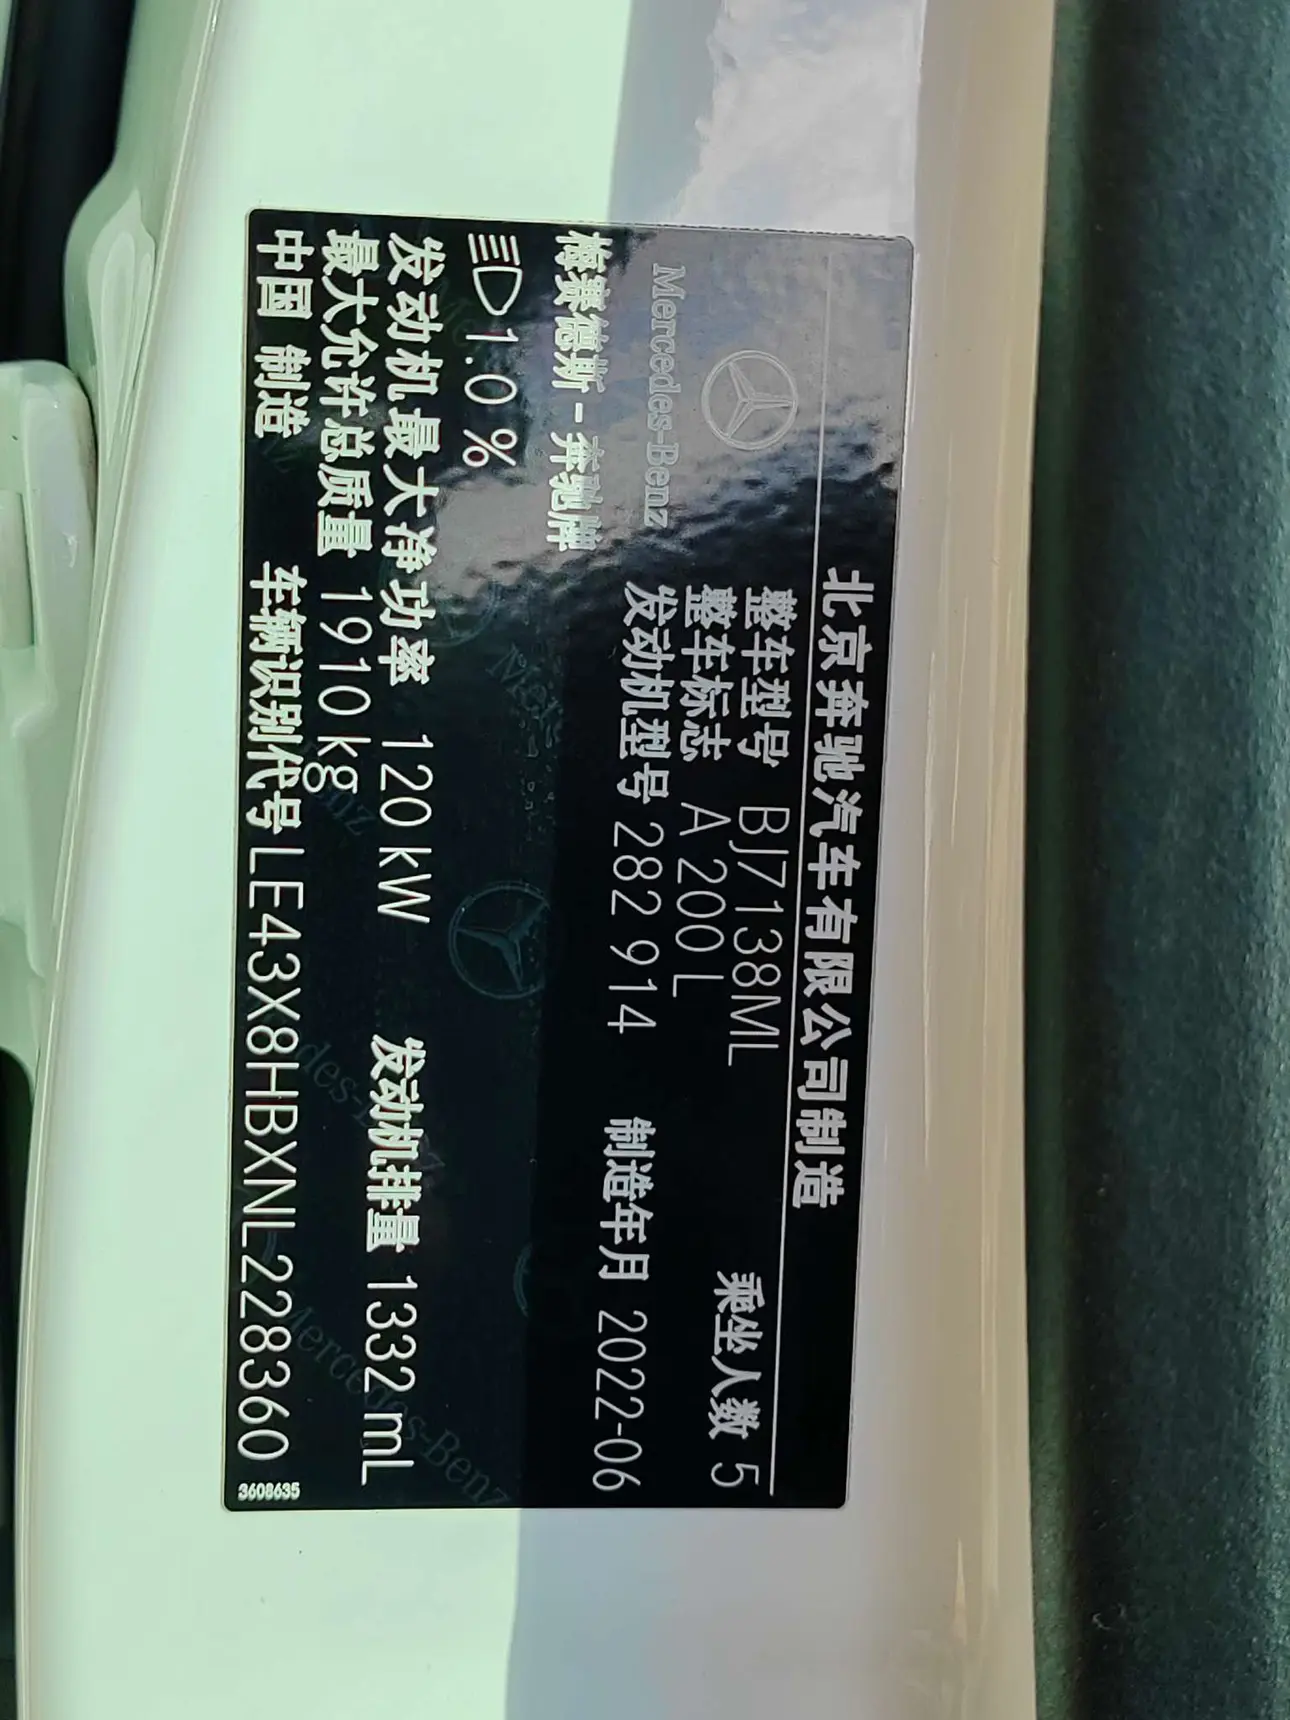 北京奔驰汽车有限公司制造
整车型号 BJ7138ML 乘坐人数 5
整车标志 A 200 L
Mercedes-Benz
发动机型号 282 914 制造年月 2022-06
梅赛德斯-奔驰牌
1.0 %
发动机最大净功率 120 kW 发动机排量 1332 mL
最大允许总质量 1910 kg
中国 制造 车辆识别代号 LE43X8HBXNL228360 3608635